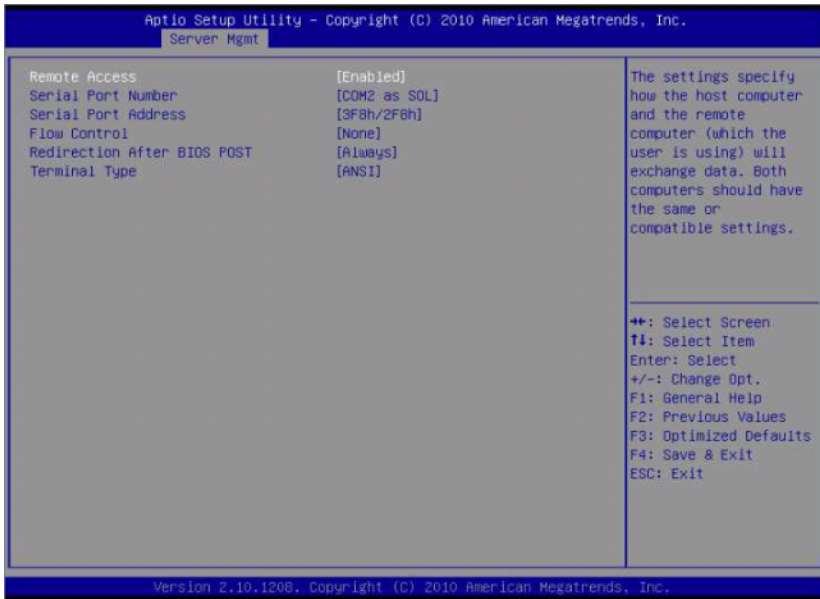 Aptio Setup Utility - Copyright (C) 2010 American Megatrends, Inc.
Server Mgmt
Remote Access [Enabled]
Serial Port Number [COM2 as SOL]
Serial Port Address [3F8h/2F8h]
Flow Control [None]
Redirection After BIOS POST [Always]
Terminal Type [ANSI]
The settings specify
how the host computer
and the remote
computer (which the
user is using) will
exchange data. Both
computers should have
the same or
compatible settings.
→←: Select Screen
↑↓: Select Item
Enter: Select
+/-: Change Opt.
F1: General Help
F2: Previous Values
F3: Optimized Defaults
F4: Save & Exit
ESC: Exit
Version 2.10.1208. Copyright (C) 2010 American Megatrends, Inc.